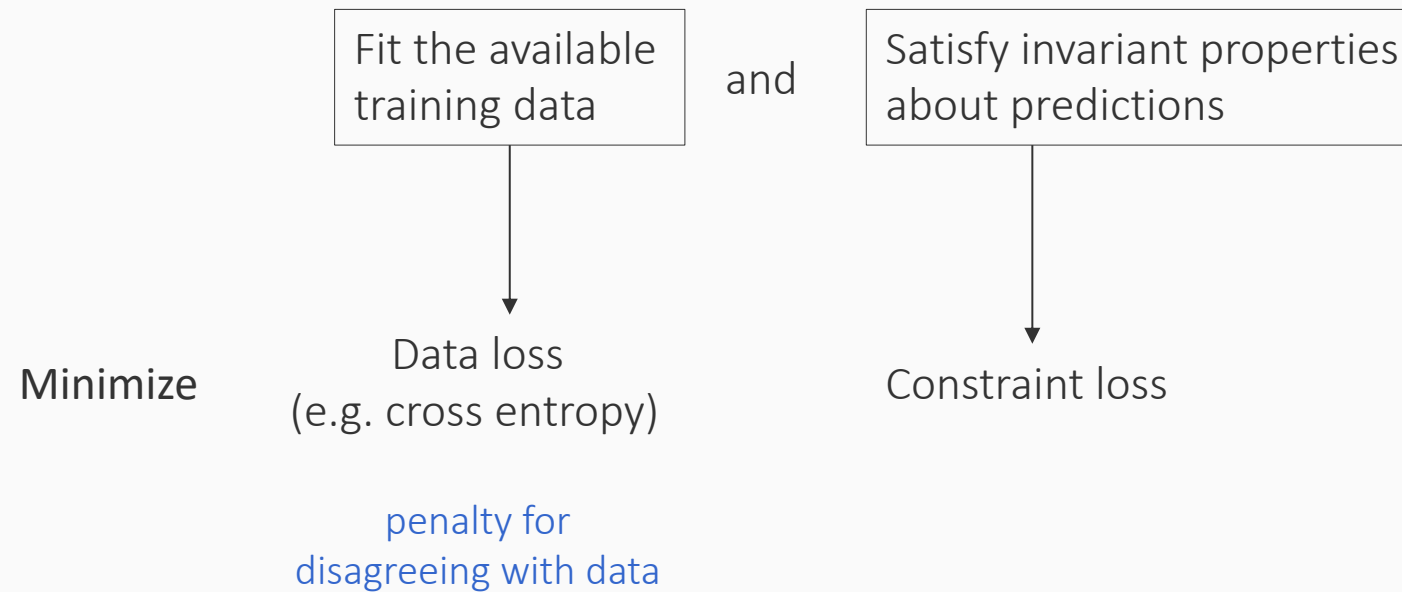 Fit the available
training data
and
Satisfy invariant properties
about predictions
Minimize
Data loss
(e.g. cross entropy)
Constraint loss
penalty for
disagreeing with data